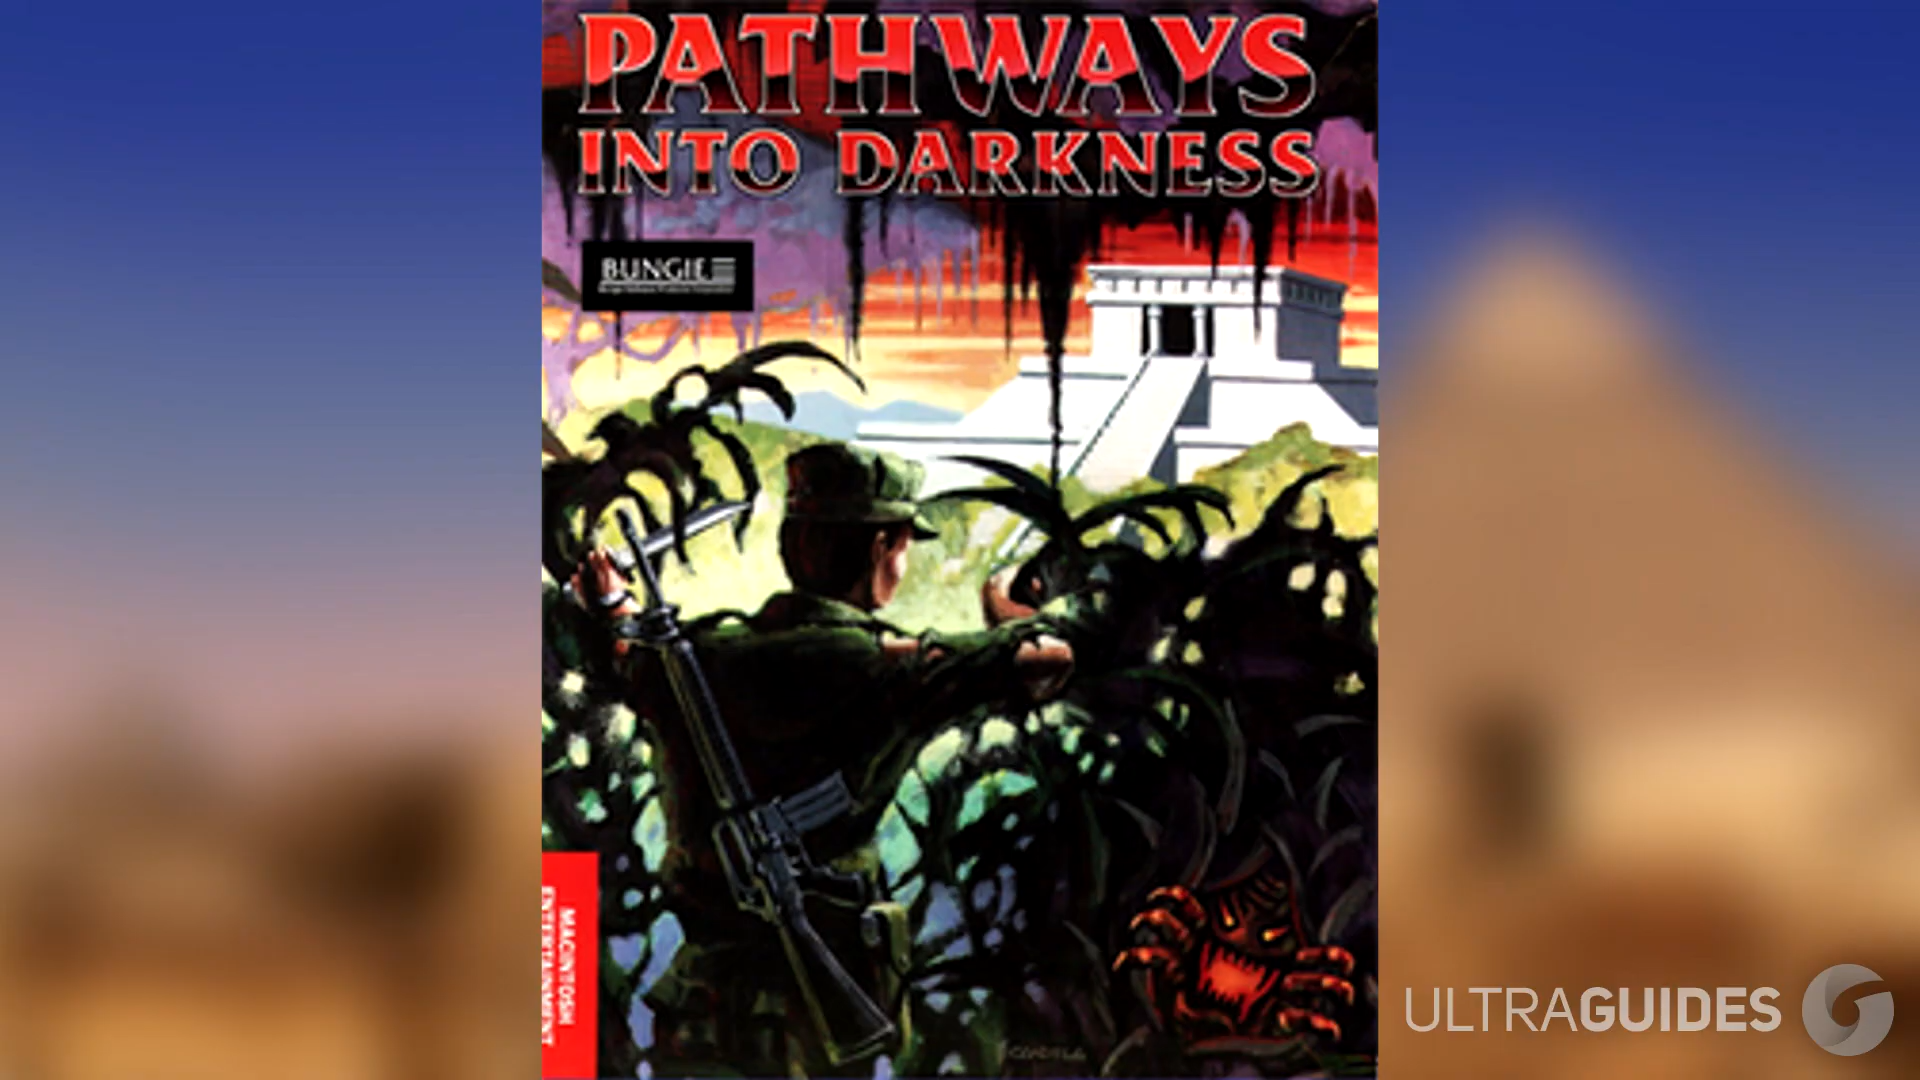 PATHWAYS
INTO DARKNESS
BUNGIE
MACINTOSH
ENTERTAINMENT
ULTRAGUIDES